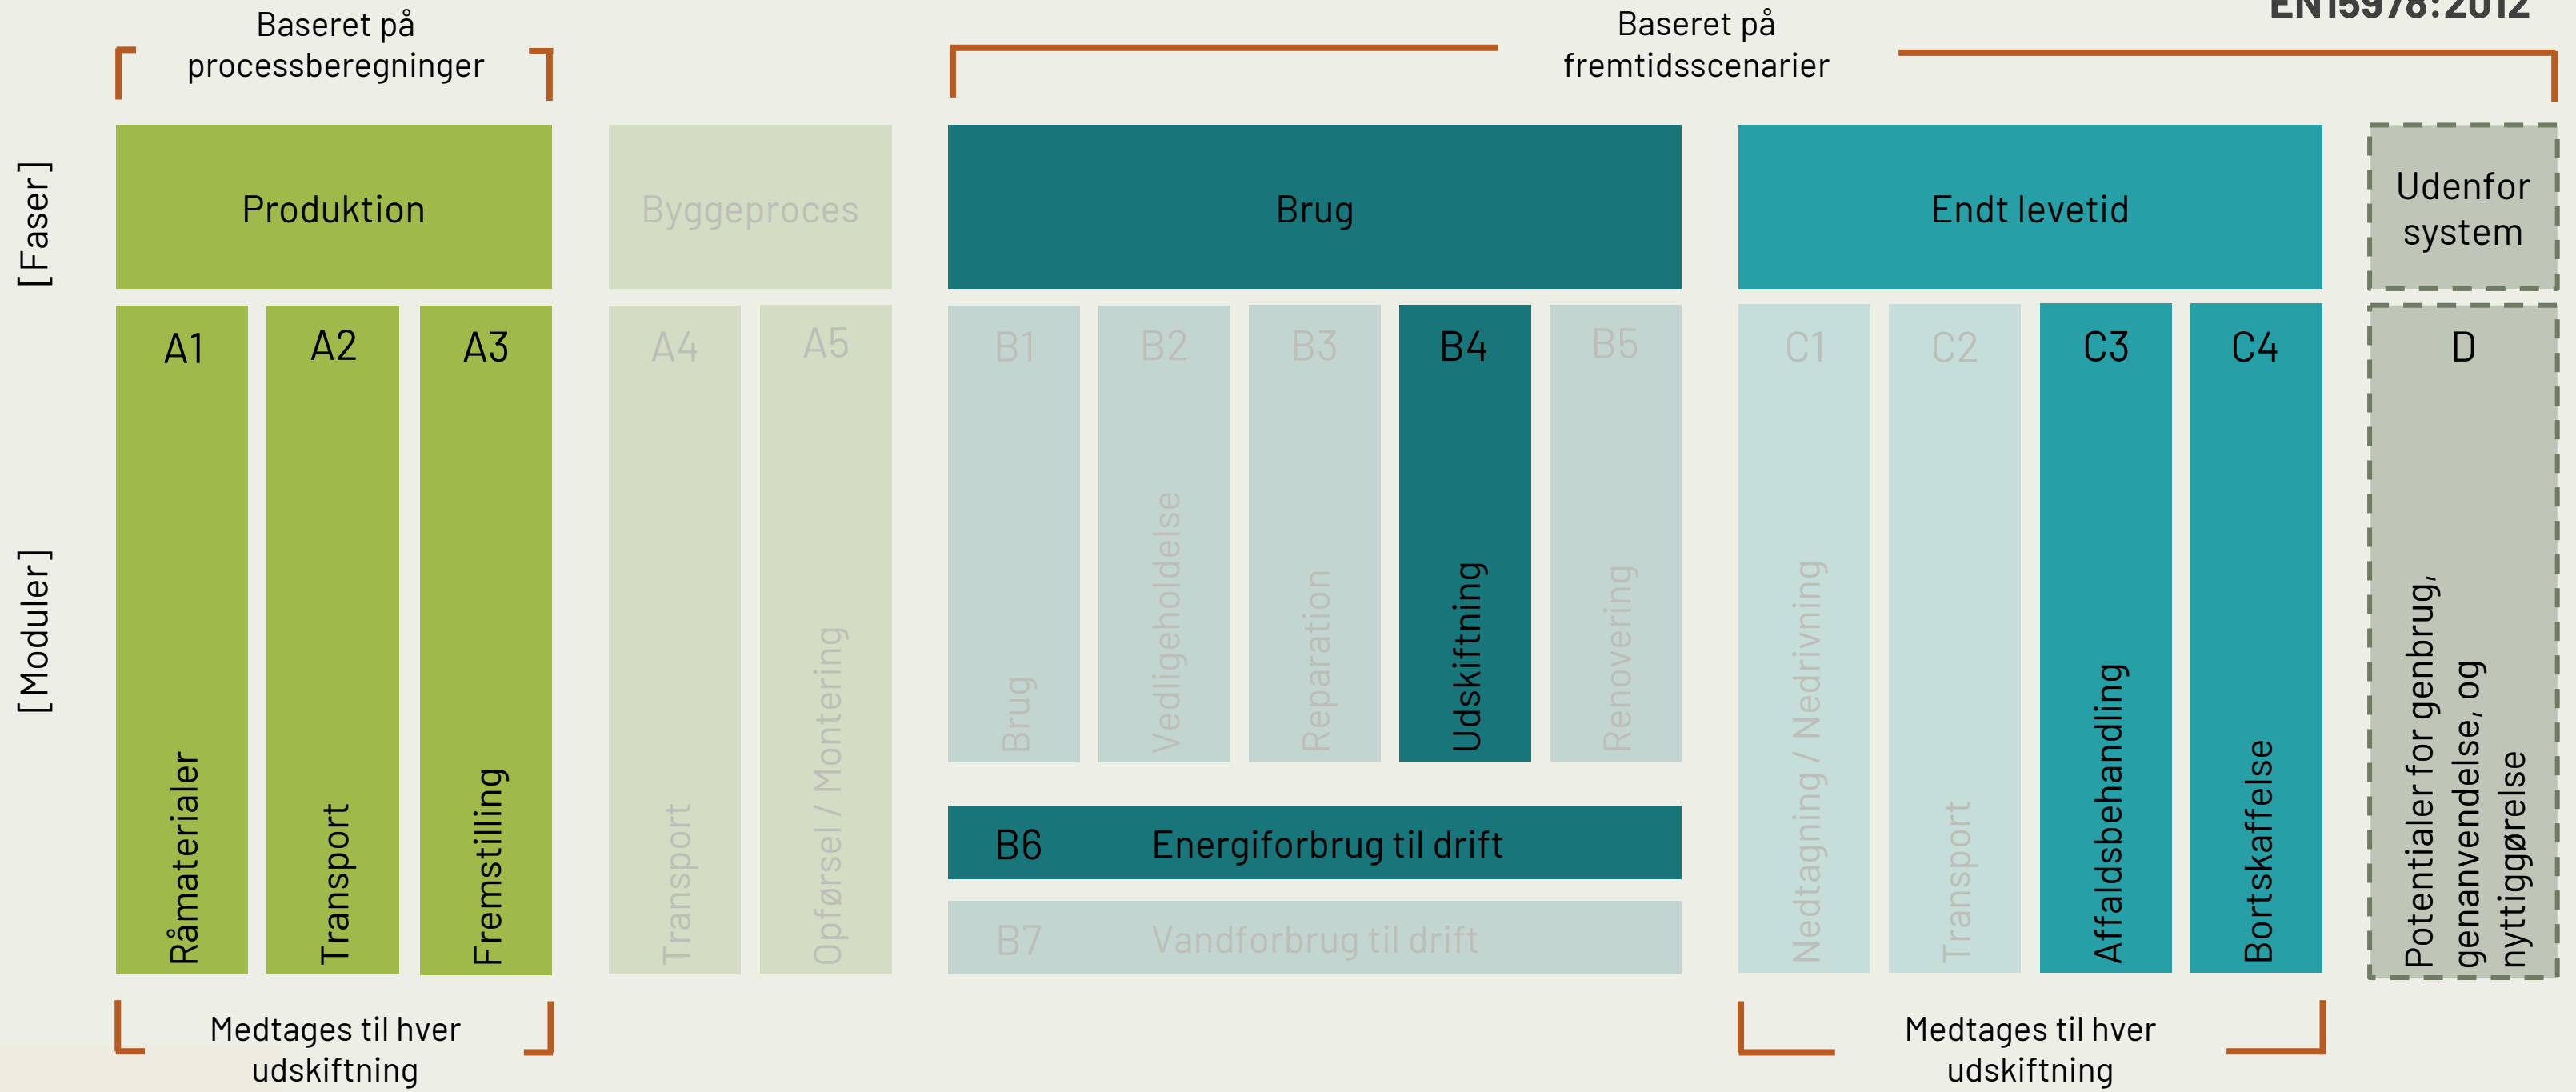 EN15978:2012
Baseret på
processberegninger
Baseret på
fremtidsscenarier
[Faser]
Produktion
Byggeproces
Brug
Endt levetid
Udenfor
system
[Moduler]
A1
Råmaterialer
A2
Transport
A3
Fremstilling
A4
Transport
A5
Opførsel / Montering
B1
Brug
B2
Vedligeholdelse
B3
Reparation
B4
Udskiftning
B5
Renovering
B6 Energiforbrug til drift
B7 Vandforbrug til drift
C1
Nedtagning / Nedrivning
C2
Transport
C3
Affaldsbehandling
C4
Bortskaffelse
D
Potentialer for genbrug,
genanvendelse, og
nyttiggørelse
Medtages til hver
udskiftning
Medtages til hver
udskiftning